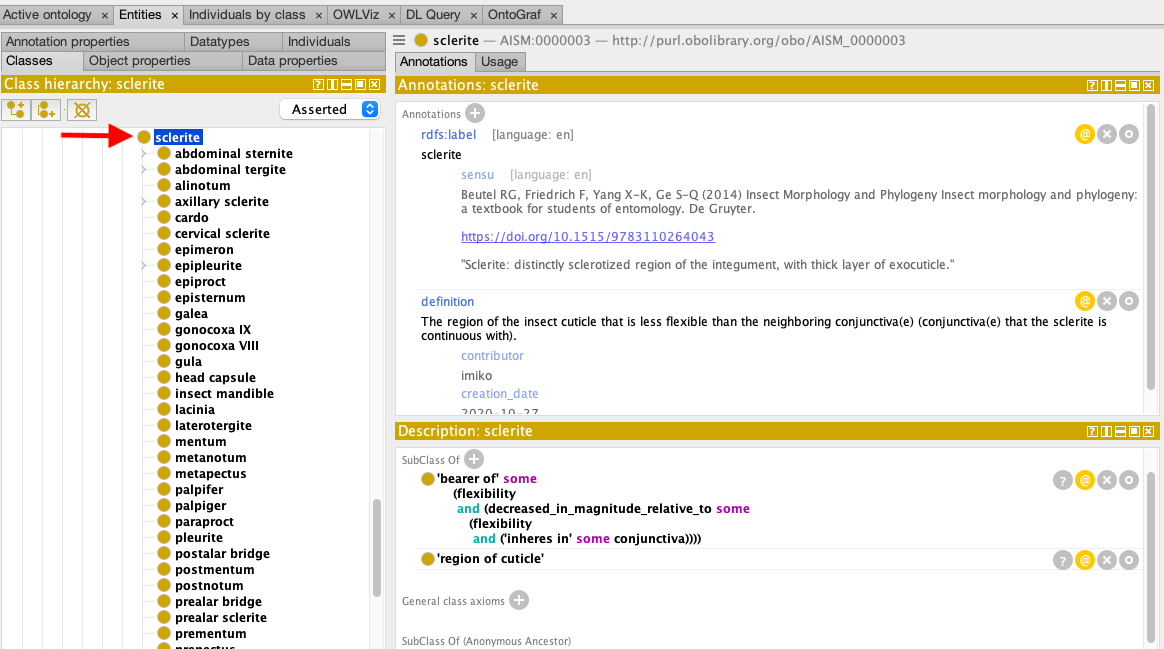 Active ontology × Entities × Individuals by class × OWLViz × DL Query × OntoGraf ×
Annotation properties Datatypes Individuals
Classes Object properties Data properties
Class hierarchy: sclerite
Asserted
sclerite
abdominal sternite
abdominal tergite
alinotum
axillary sclerite
cardo
cervical sclerite
epimeron
epipleurite
epiproct
episternum
galea
gonocoxa IX
gonocoxa VIII
gula
head capsule
insect mandible
lacinia
laterotergite
mentum
metanotum
metapectus
palpifer
palpiger
paraproct
pleurite
postalar bridge
postmentum
postnotum
prealar bridge
prealar sclerite
prementum
sclerite — AISM:0000003 — http://purl.obolibrary.org/obo/AISM_0000003
Annotations Usage
Annotations: sclerite
Annotations
rdfs:label [language: en]
sclerite
sensu [language: en]
Beutel RG, Friedrich F, Yang X-K, Ge S-Q (2014) Insect Morphology and Phylogeny Insect morphology and phylogeny:
a textbook for students of entomology. De Gruyter.
https://doi.org/10.1515/9783110264043
"Sclerite: distinctly sclerotized region of the integument, with thick layer of exocuticle."
definition
The region of the insect cuticle that is less flexible than the neighboring conjunctiva(e) (conjunctiva(e) that the sclerite is
continuous with).
contributor
imiko
creation_date
2020-10-27
Description: sclerite
SubClass Of
'bearer of' some
(flexibility
and (decreased_in_magnitude_relative_to some
(flexibility
and ('inheres in' some conjunctiva))))
'region of cuticle'
General class axioms
SubClass Of (Anonymous Ancestor)